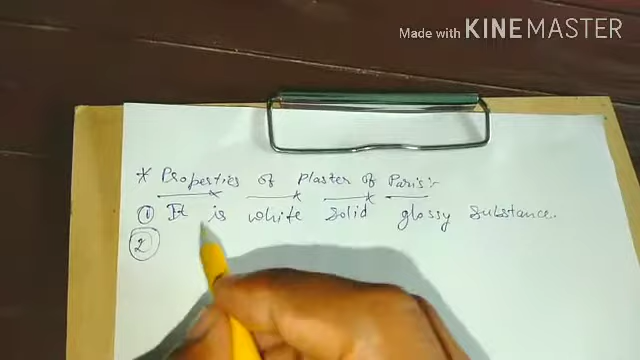 Made with KINEMASTER
* Properties of Plaster of Paris:-
① It is white solid glossy substance.
②